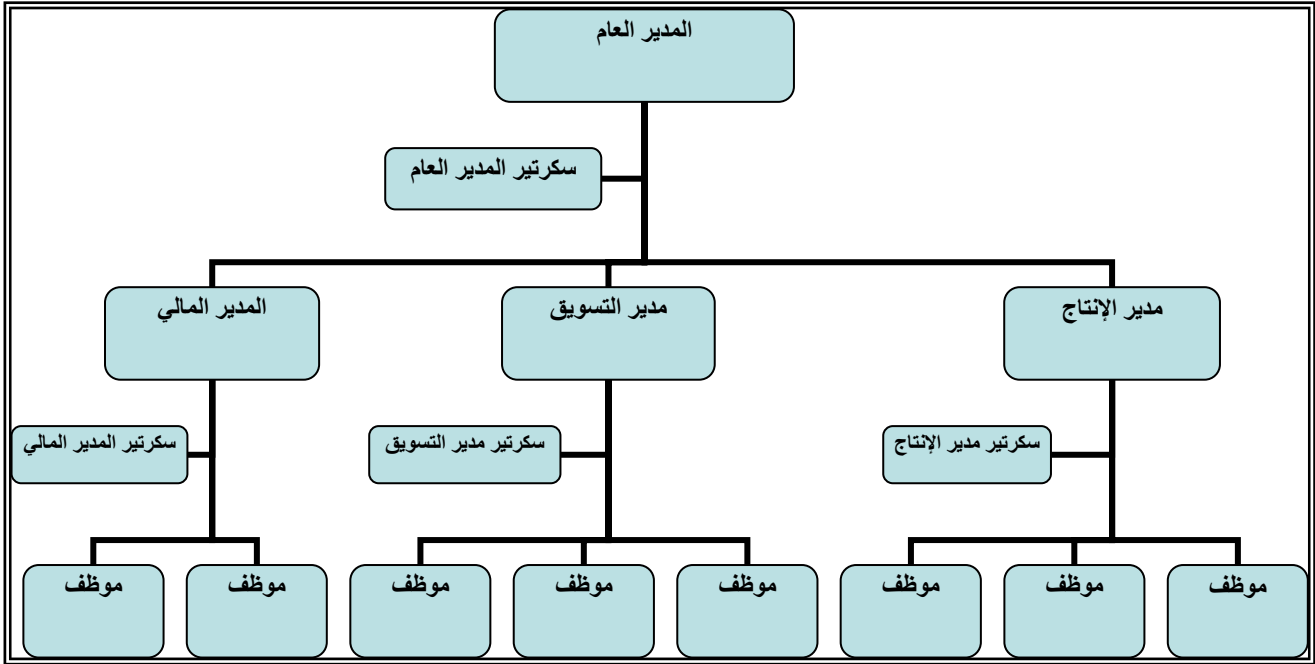 المدير العام
سكرتير المدير العام
مدير الإنتاج
مدير التسويق
المدير المالي
سكرتير مدير الإنتاج
سكرتير مدير التسويق
سكرتير المدير المالي
موظف
موظف
موظف
موظف
موظف
موظف
موظف
موظف